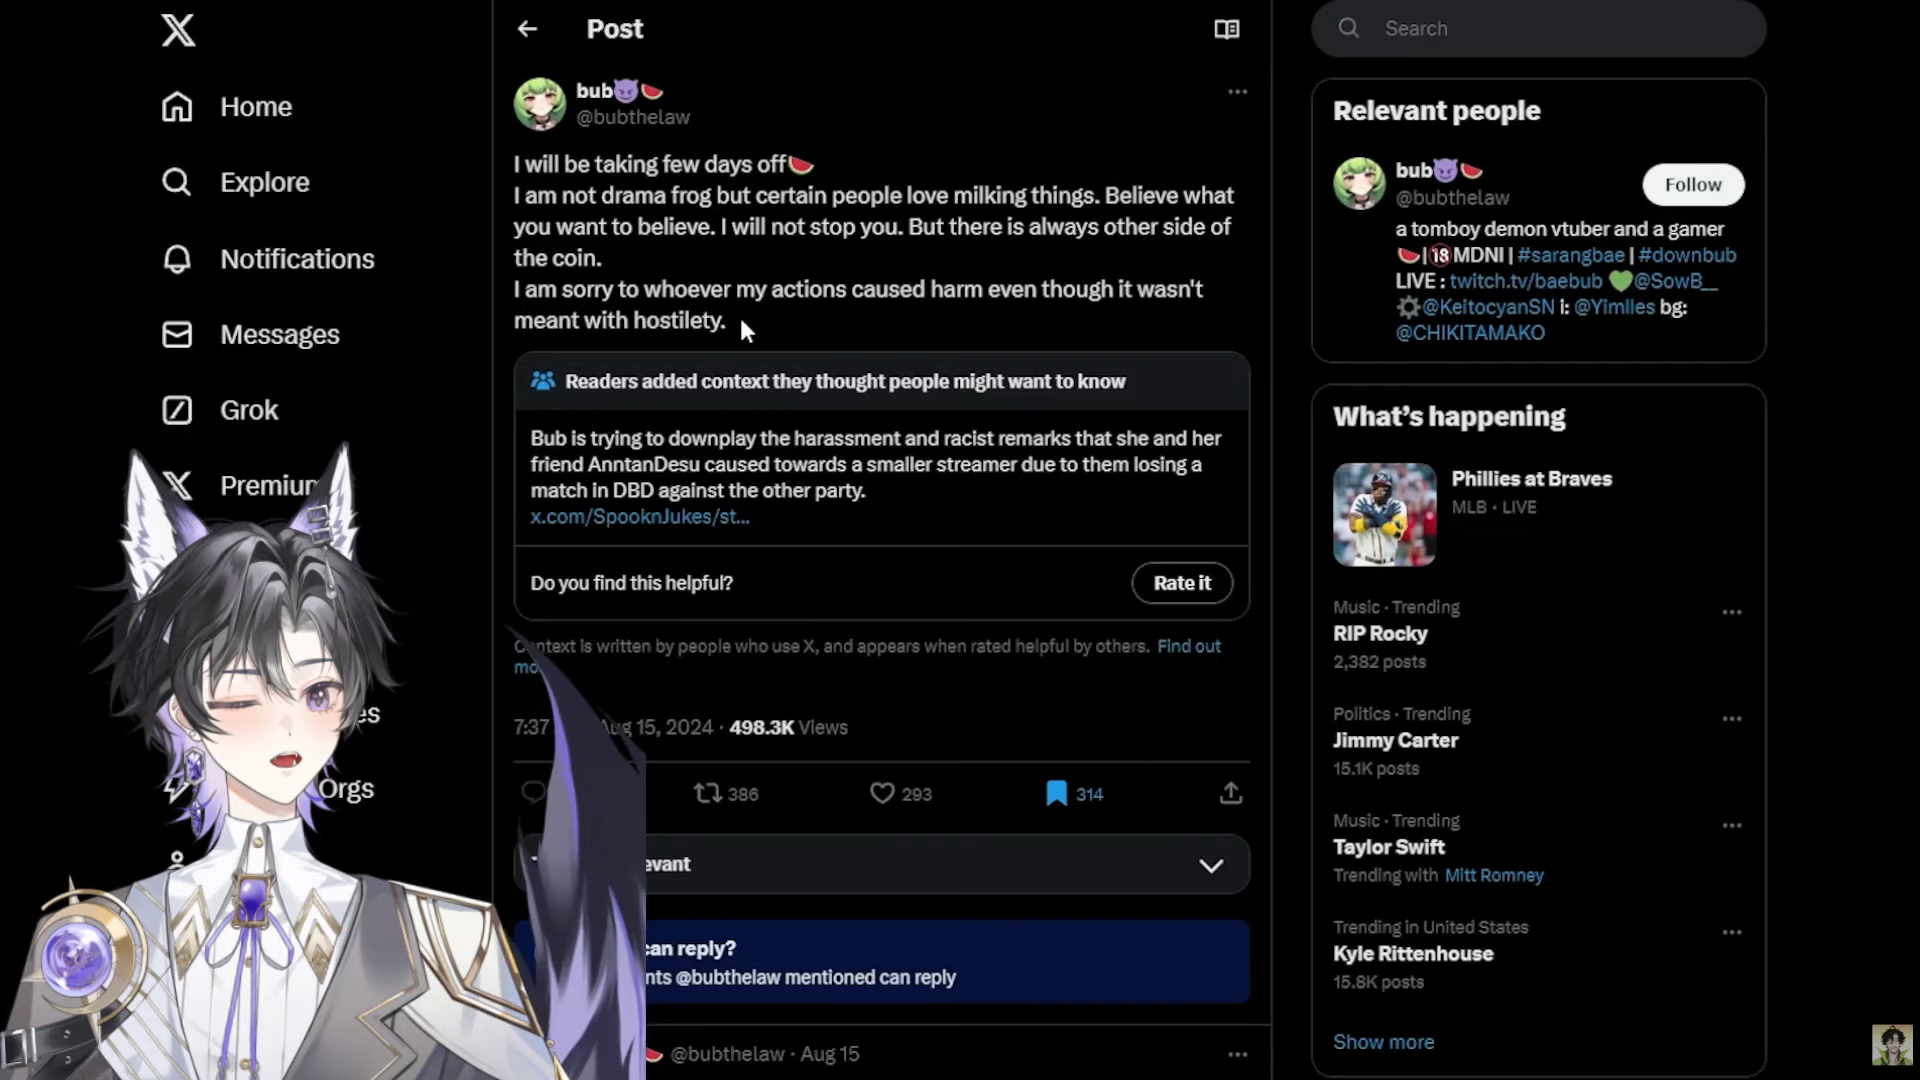 Home
Explore
Notifications
Messages
Grok
Premium
es
Orgs
Post
bub😈🍉
@bubthelaw
I will be taking few days off🍉
I am not drama frog but certain people love milking things. Believe what
you want to believe. I will not stop you. But there is always other side of
the coin.
I am sorry to whoever my actions caused harm even though it wasn't
meant with hostilety.
Readers added context they thought people might want to know
Bub is trying to downplay the harassment and racist remarks that she and her
friend AnntanDesu caused towards a smaller streamer due to them losing a
match in DBD against the other party.
x.com/SpooknJukes/st...
Do you find this helpful?
Rate it
Context is written by people who use X, and appears when rated helpful by others. Find out
mo
7:37 Aug 15, 2024 · 498.3K Views
386
293
314
evant
can reply?
nts @bubthelaw mentioned can reply
🍉 @bubthelaw · Aug 15
Search
Relevant people
bub😈🍉
@bubthelaw
Follow
a tomboy demon vtuber and a gamer
🍉|🔞MDNI | #sarangbae | #downbub
LIVE : twitch.tv/baebub 💚@SowB__
⚙️@KeitocyanSN i: @Yimlles bg:
@CHIKITAMAKO
What's happening
Phillies at Braves
MLB · LIVE
Music · Trending
RIP Rocky
2,382 posts
Politics · Trending
Jimmy Carter
15.1K posts
Music · Trending
Taylor Swift
Trending with Mitt Romney
Trending in United States
Kyle Rittenhouse
15.8K posts
Show more